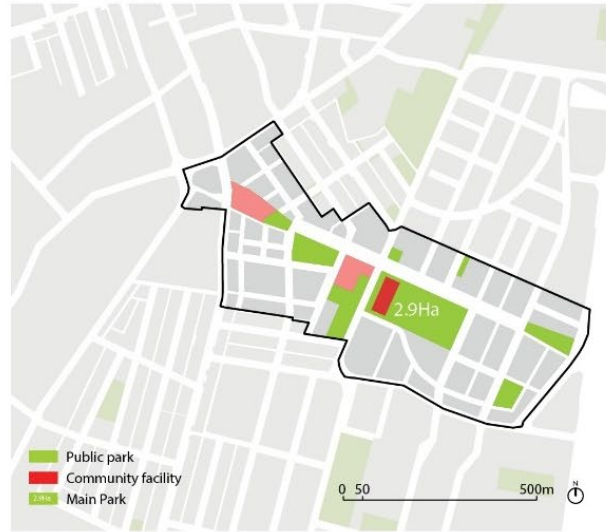 2.9Ha
Public park
Community facility
2.9Ha Main Park
0 50 500m
N